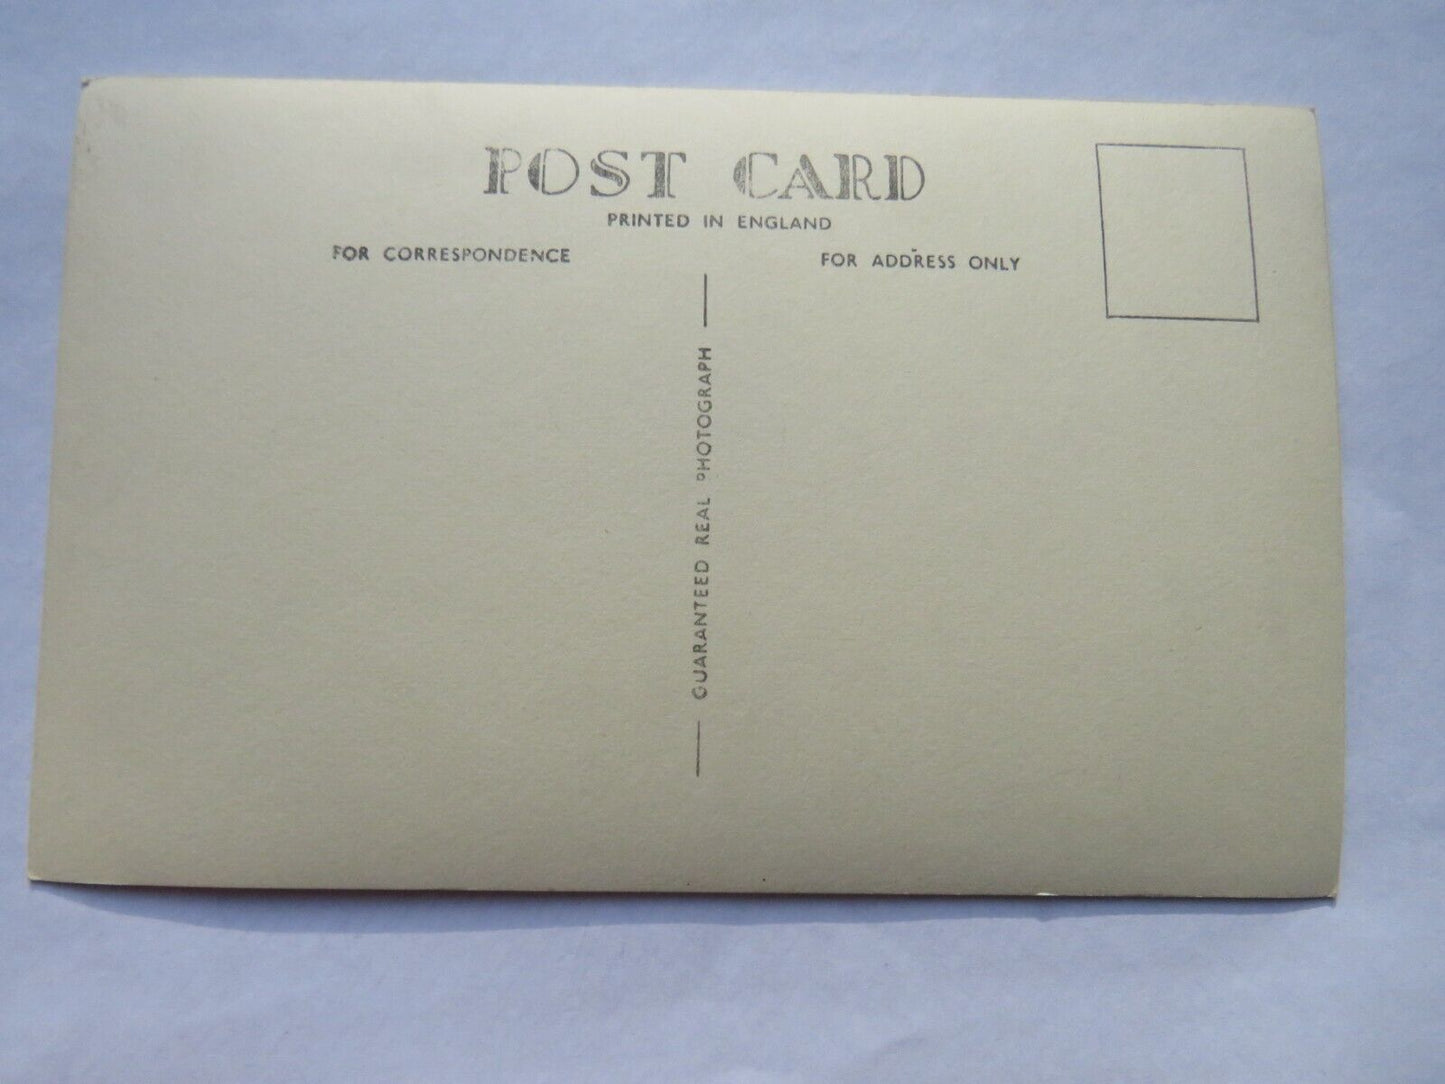 POST CARD
PRINTED IN ENGLAND
FOR CORRESPONDENCE
FOR ADDRESS ONLY
GUARANTEED REAL PHOTOGRAPH